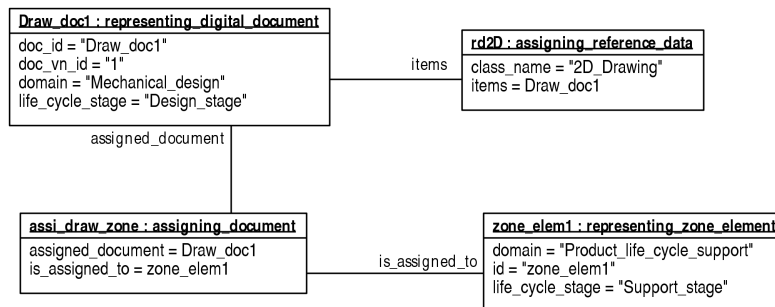 Draw_doc1 : representing_digital_document
doc_id = "Draw_doc1"
doc_vn_id = "1"
domain = "Mechanical_design"
life_cycle_stage = "Design_stage"
items
rd2D : assigning_reference_data
class_name = "2D_Drawing"
items = Draw_doc1
assigned_document
assi_draw_zone : assigning_document
assigned_document = Draw_doc1
is_assigned_to = zone_elem1
is_assigned_to
zone_elem1 : representing_zone_element
domain = "Product_life_cycle_support"
id = "zone_elem1"
life_cycle_stage = "Support_stage"